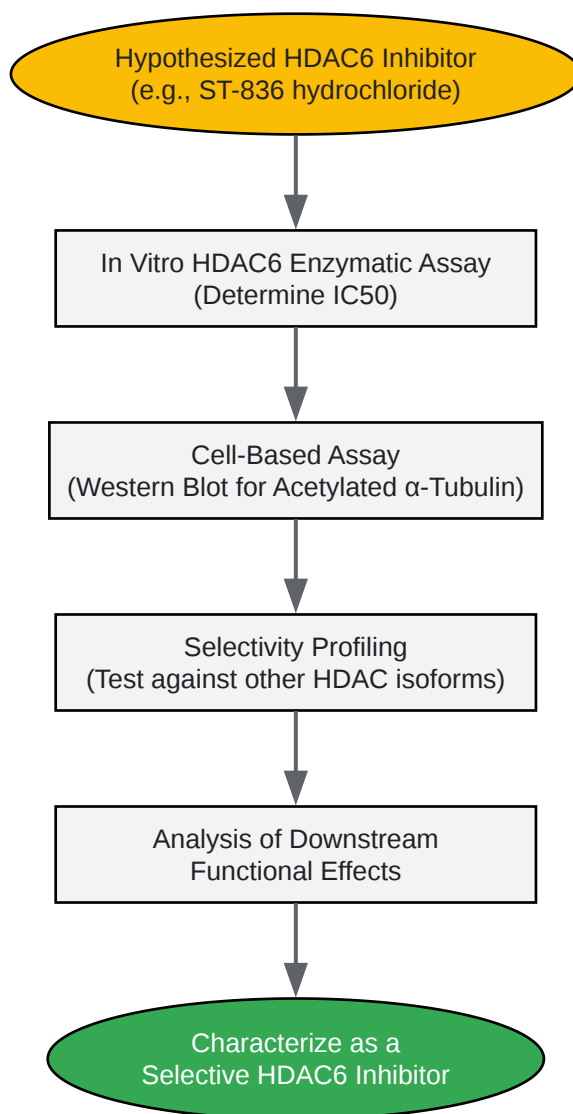 Hypothesized HDAC6 Inhibitor
(e.g., ST-836 hydrochloride)
In Vitro HDAC6 Enzymatic Assay
(Determine IC50)
Cell-Based Assay
(Western Blot for Acetylated α-Tubulin)
Selectivity Profiling
(Test against other HDAC isoforms)
Analysis of Downstream
Functional Effects
Characterize as a
Selective HDAC6 Inhibitor